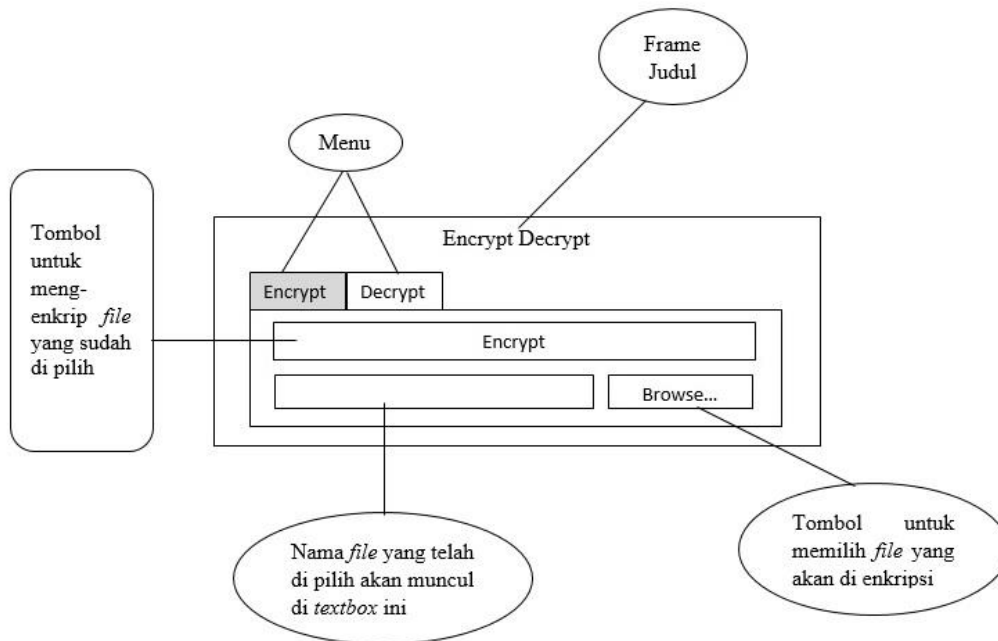 Frame
Judul
Menu
Tombol
untuk
meng-
enkrip file
yang sudah
di pilih
Encrypt Decrypt
Encrypt
Decrypt
Encrypt
Browse...
Nama file yang telah
di pilih akan muncul
di textbox ini
Tombol untuk
memilih file yang
akan di enkripsi